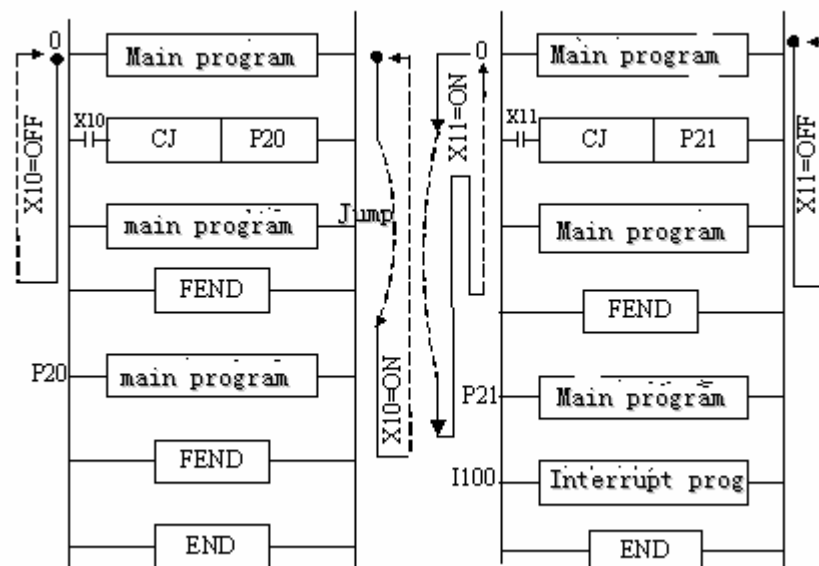 0
Main program
X10
CJ
P20
main program
FEND
P20
main program
FEND
END
X10=OFF
Jump
X10=ON
X11=ON
0
Main program
X11
CJ
P21
Main program
FEND
P21
Main program
I100
Interrupt prog
END
X11=OFF